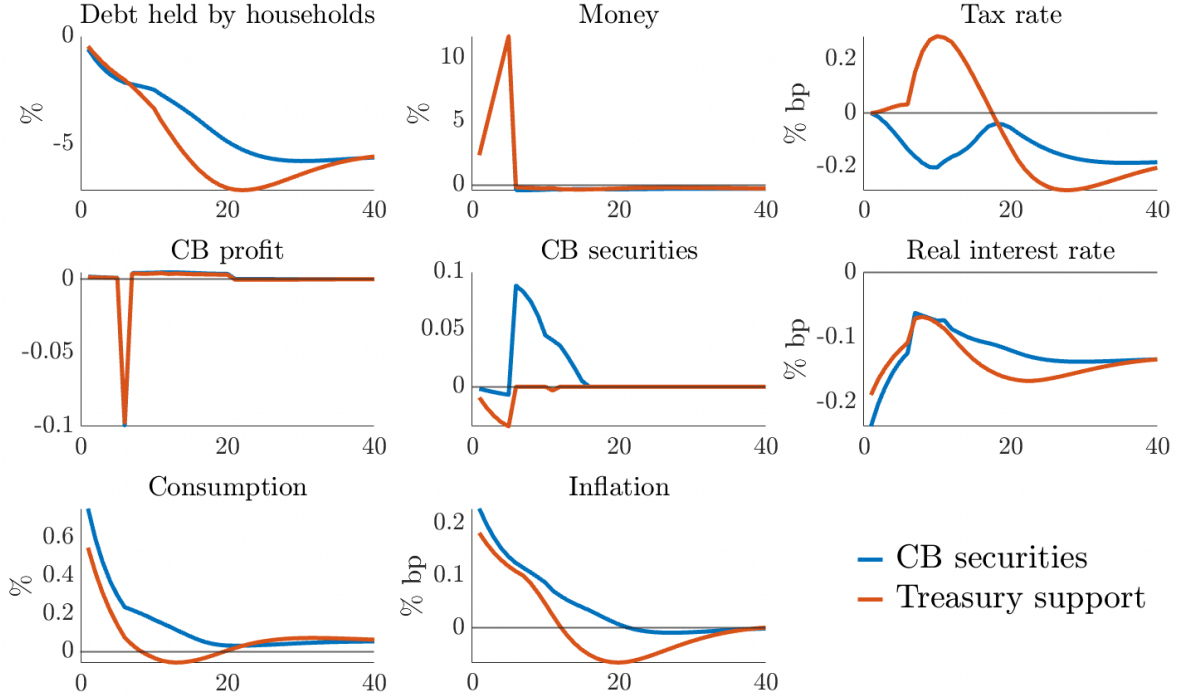 Debt held by households
Money
Tax rate
0
-5
%
0 20 40
10
5
0
%
0 20 40
0.2
0
-0.2
% bp
0 20 40
CB profit
CB securities
Real interest rate
0
-0.05
-0.1
0 20 40
0.1
0.05
0
0 20 40
0
-0.1
-0.2
% bp
0 20 40
Consumption
Inflation
0.6
0.4
0.2
0
%
0 20 40
0.2
0.1
0
% bp
0 20 40
CB securities
Treasury support